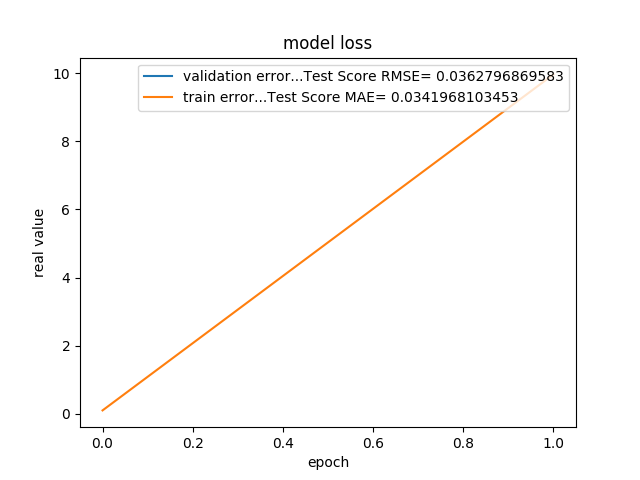 model loss
validation error...Test Score RMSE= 0.0362796869583
train error...Test Score MAE= 0.0341968103453
real value
10
8
6
4
2
0
0.0 0.2 0.4 0.6 0.8 1.0
epoch